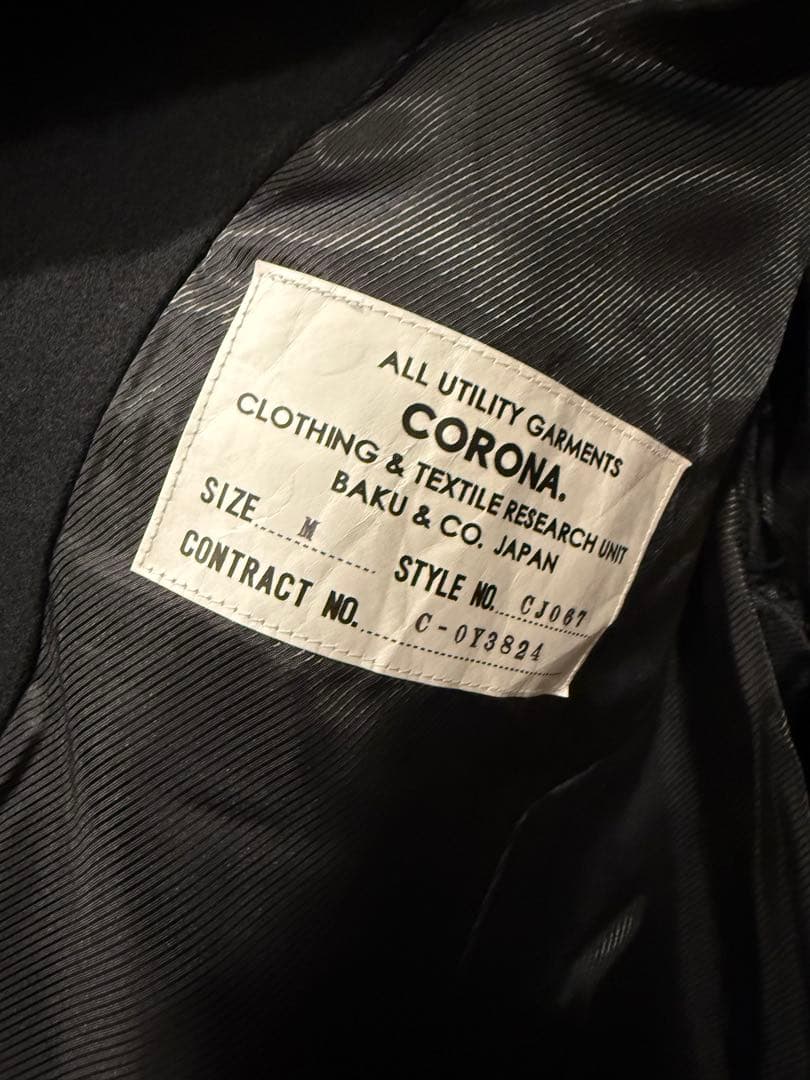 ALL UTILITY GARMENTS
CORONA.
CLOTHING & TEXTILE RESEARCH UNIT
BAKU & CO. JAPAN
SIZE M STYLE NO. CJ067
CONTRACT NO. C-0Y3824